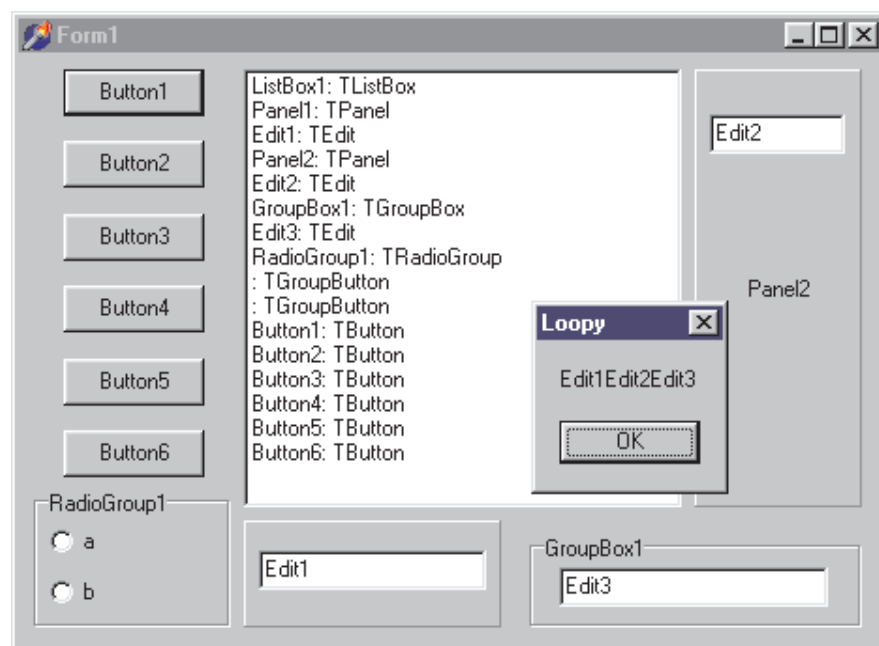 Form1
Button1
Button2
Button3
Button4
Button5
Button6
ListBox1: TListBox
Panel1: TPanel
Edit1: TEdit
Panel2: TPanel
Edit2: TEdit
GroupBox1: TGroupBox
Edit3: TEdit
RadioGroup1: TRadioGroup
: TGroupButton
: TGroupButton
Button1: TButton
Button2: TButton
Button3: TButton
Button4: TButton
Button5: TButton
Button6: TButton
Edit2
Panel2
Loopy
Edit1Edit2Edit3
OK
RadioGroup1
a
b
Edit1
GroupBox1
Edit3